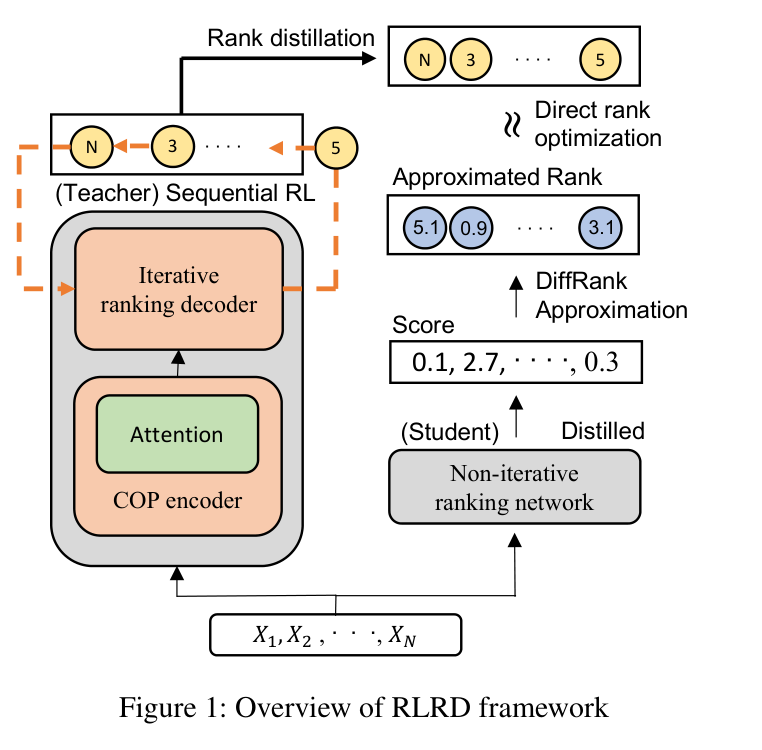 Rank distillation
N 3 · · · · 5
Direct rank
optimization
N 3 · · · · 5
(Teacher) Sequential RL
Approximated Rank
5.1 0.9 · · · · 3.1
Iterative
ranking decoder
DiffRank
Approximation
Score
0.1, 2.7, · · · ·, 0.3
Attention
COP encoder
(Student) Distilled
Non-iterative
ranking network
X₁, X₂ , · · ·, X_N
Figure 1: Overview of RLRD framework